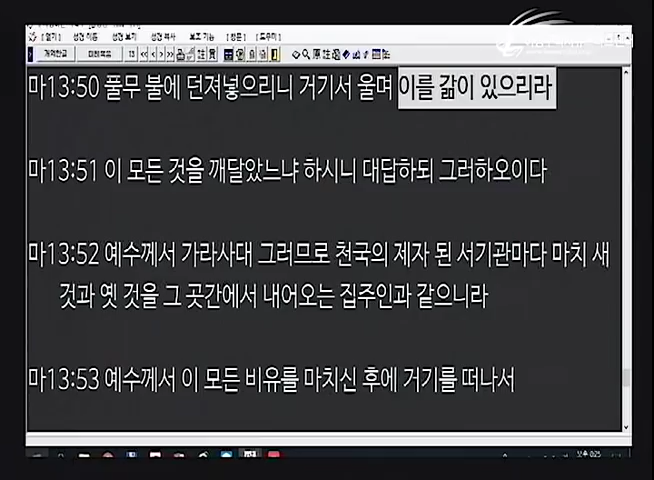 마13:50 풀무 불에 던져넣으리니 거기서 울며 이를 갊이 있으리라
마13:51 이 모든 것을 깨달았느냐 하시니 대답하되 그러하오이다
마13:52 예수께서 가라사대 그러므로 천국의 제자 된 서기관마다 마치 새
것과 옛 것을 그 곳간에서 내어오는 집주인과 같으니라
마13:53 예수께서 이 모든 비유를 마치신 후에 거기를 떠나서